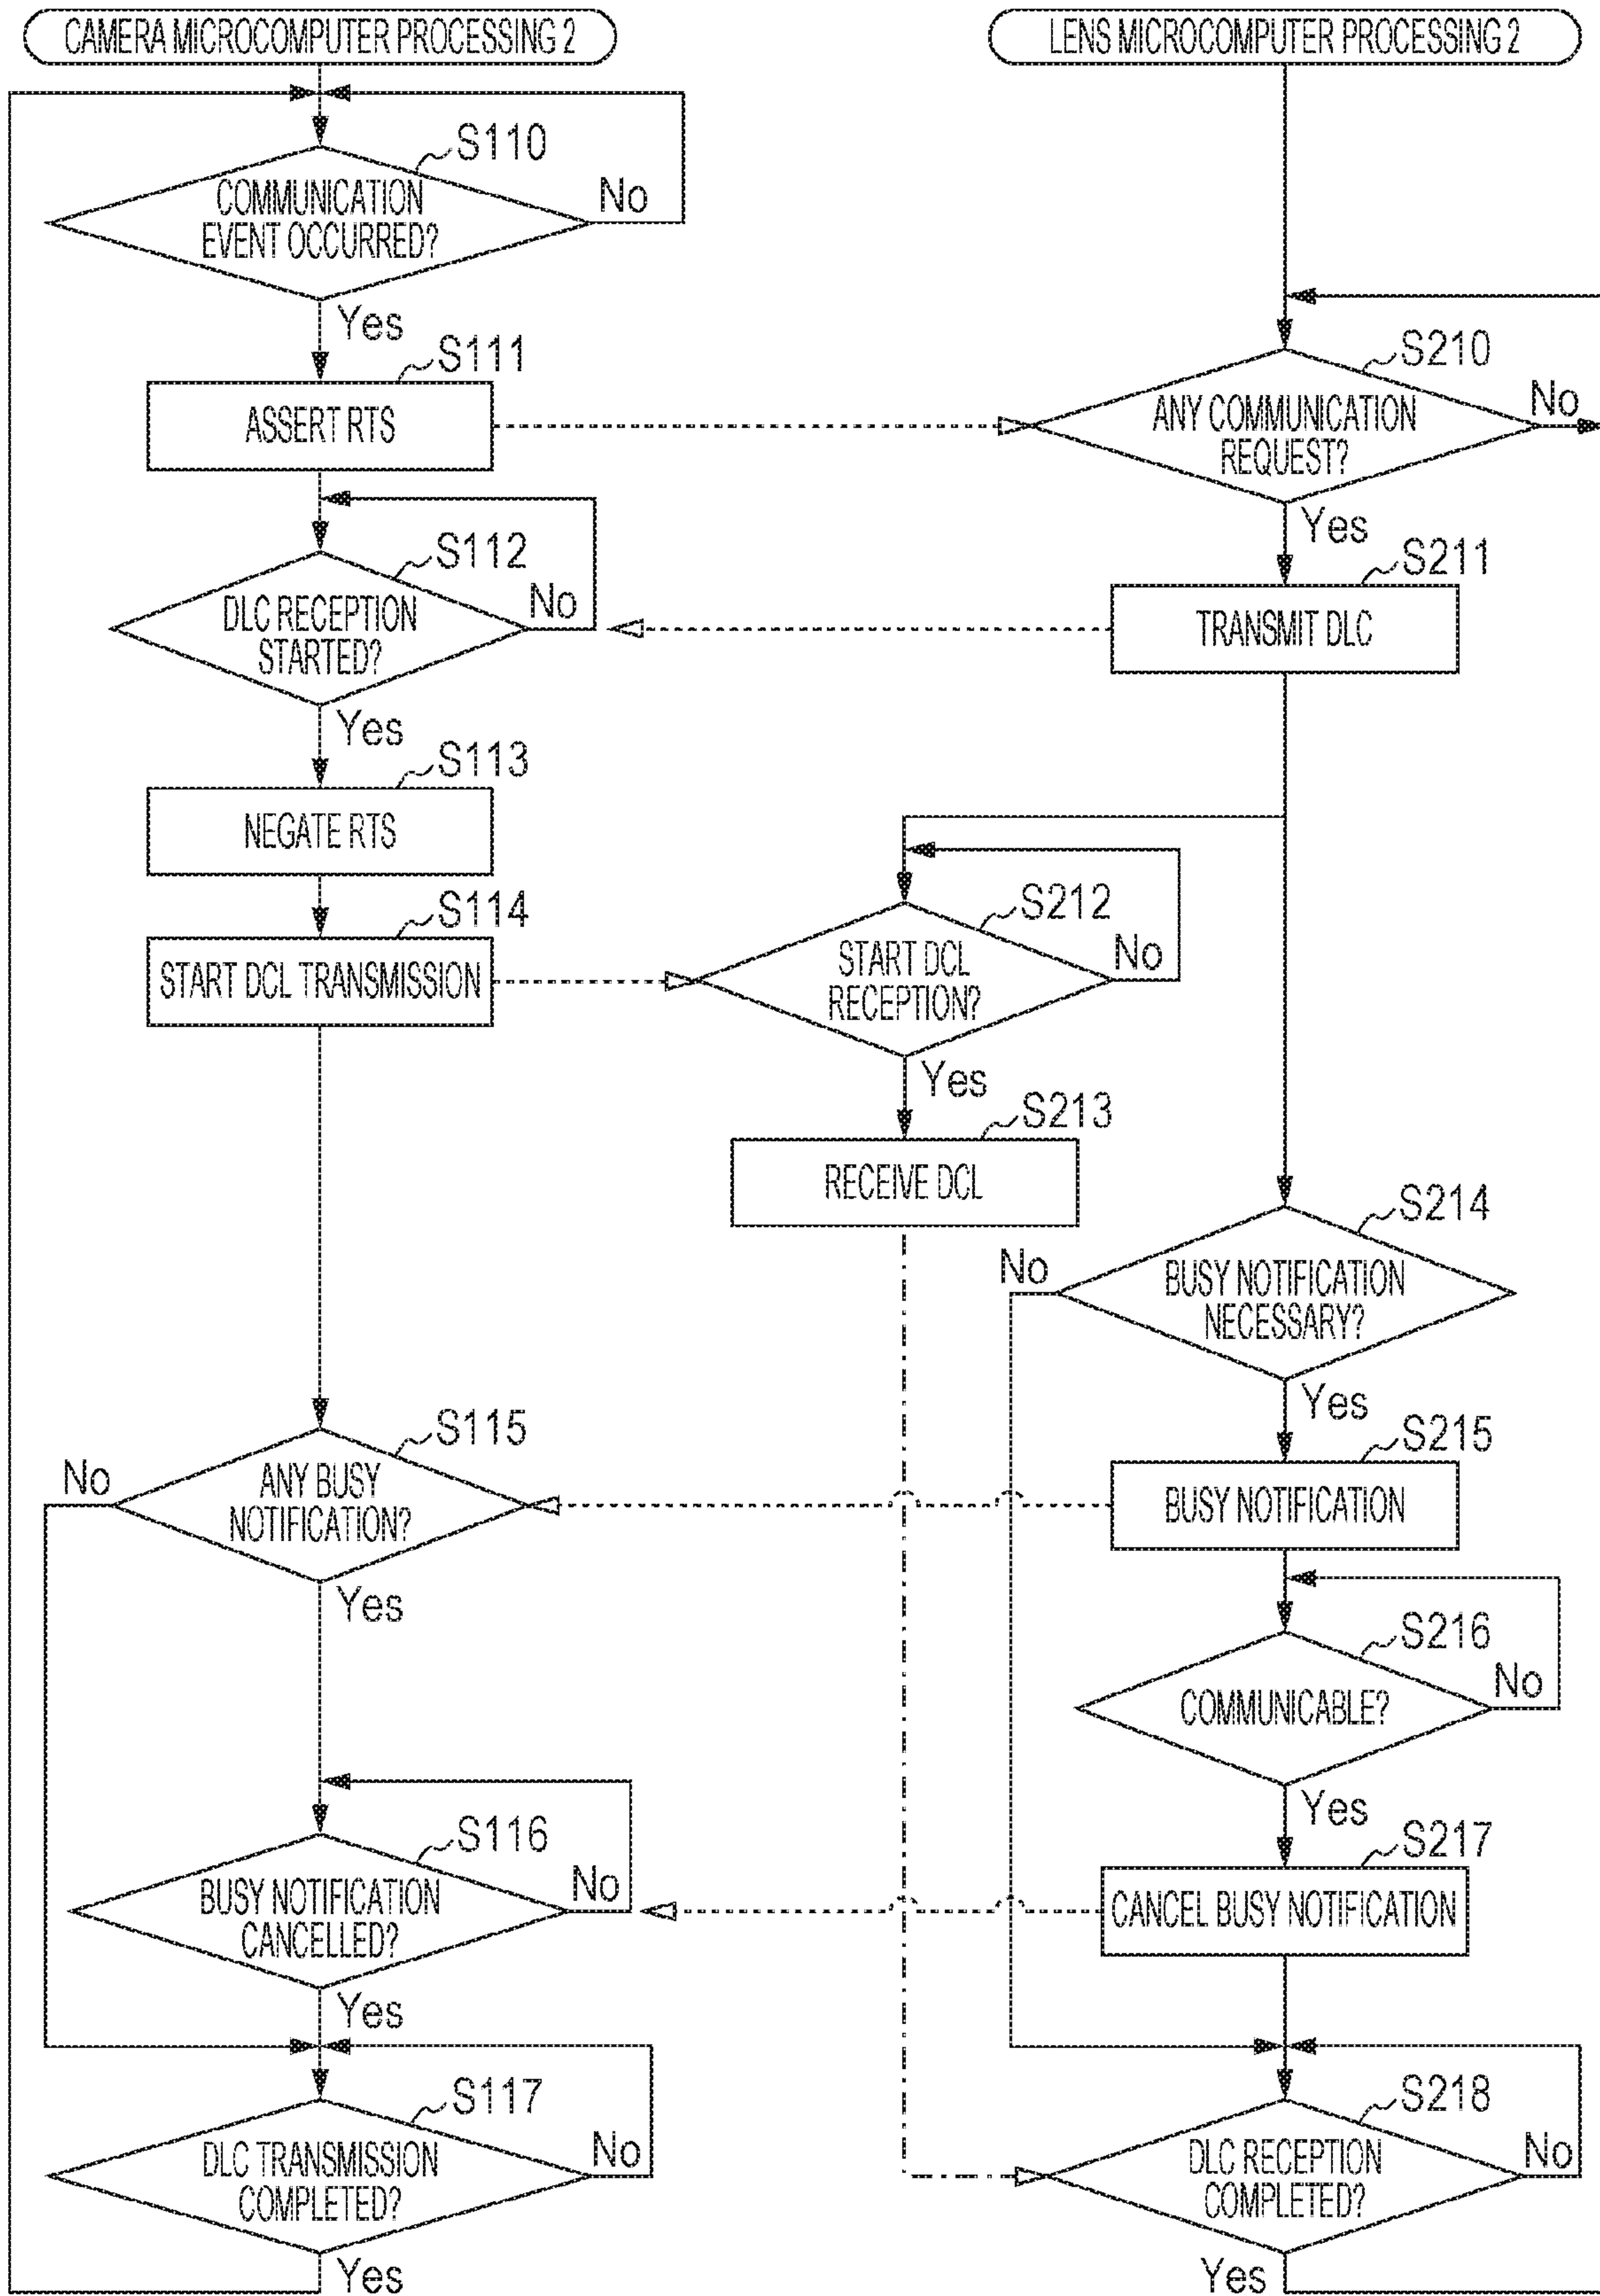 CAMERA MICROCOMPUTER PROCESSING 2
LENS MICROCOMPUTER PROCESSING 2
S110
COMMUNICATION
EVENT OCCURRED?
No
Yes
S111
ASSERT RTS
S210
ANY COMMUNICATION
REQUEST?
No
Yes
S112
DLC RECEPTION
STARTED?
No
Yes
S211
TRANSMIT DLC
S113
NEGATE RTS
S114
START DCL TRANSMISSION
S212
START DCL
RECEPTION?
No
Yes
S213
RECEIVE DCL
S214
BUSY NOTIFICATION
NECESSARY?
No
Yes
S115
ANY BUSY
NOTIFICATION?
No
Yes
S215
BUSY NOTIFICATION
S216
COMMUNICABLE?
No
Yes
S116
BUSY NOTIFICATION
CANCELLED?
No
Yes
S217
CANCEL BUSY NOTIFICATION
S117
DLC TRANSMISSION
COMPLETED?
No
Yes
S218
DLC RECEPTION
COMPLETED?
No
Yes